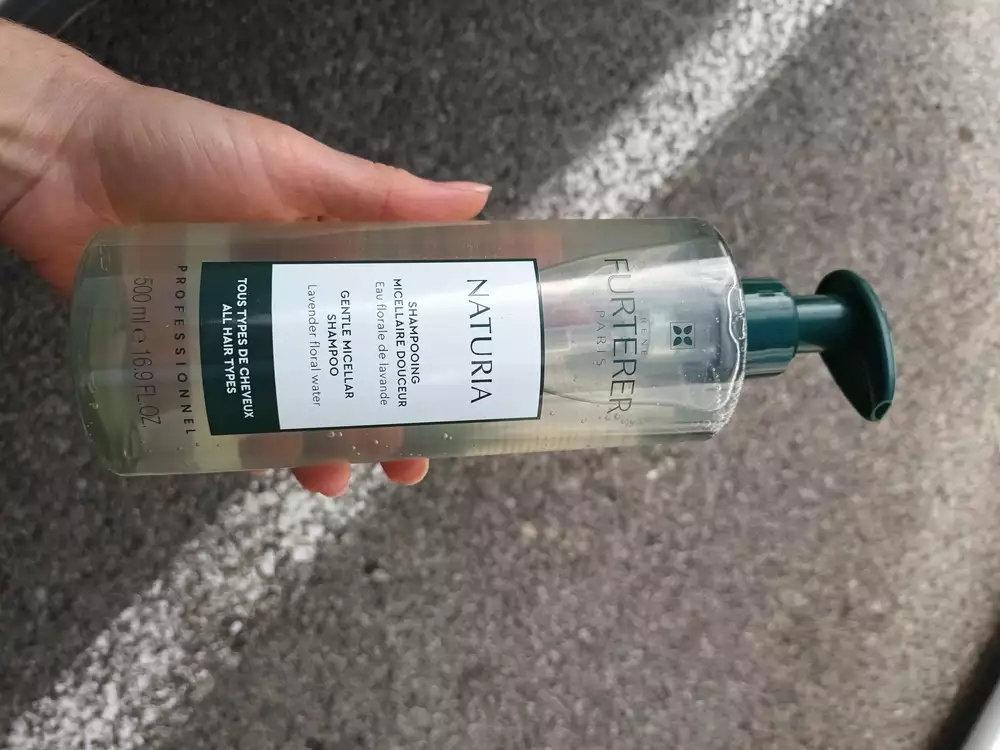 RENE
FURTERER
PARIS
NATURIA
SHAMPOOING
MICELLAIRE DOUCEUR
Eau florale de lavande
GENTLE MICELLAR
SHAMPOO
Lavender floral water
TOUS TYPES DE CHEVEUX
ALL HAIR TYPES
PROFESSIONNEL
500 ml e 16.9 FL.OZ